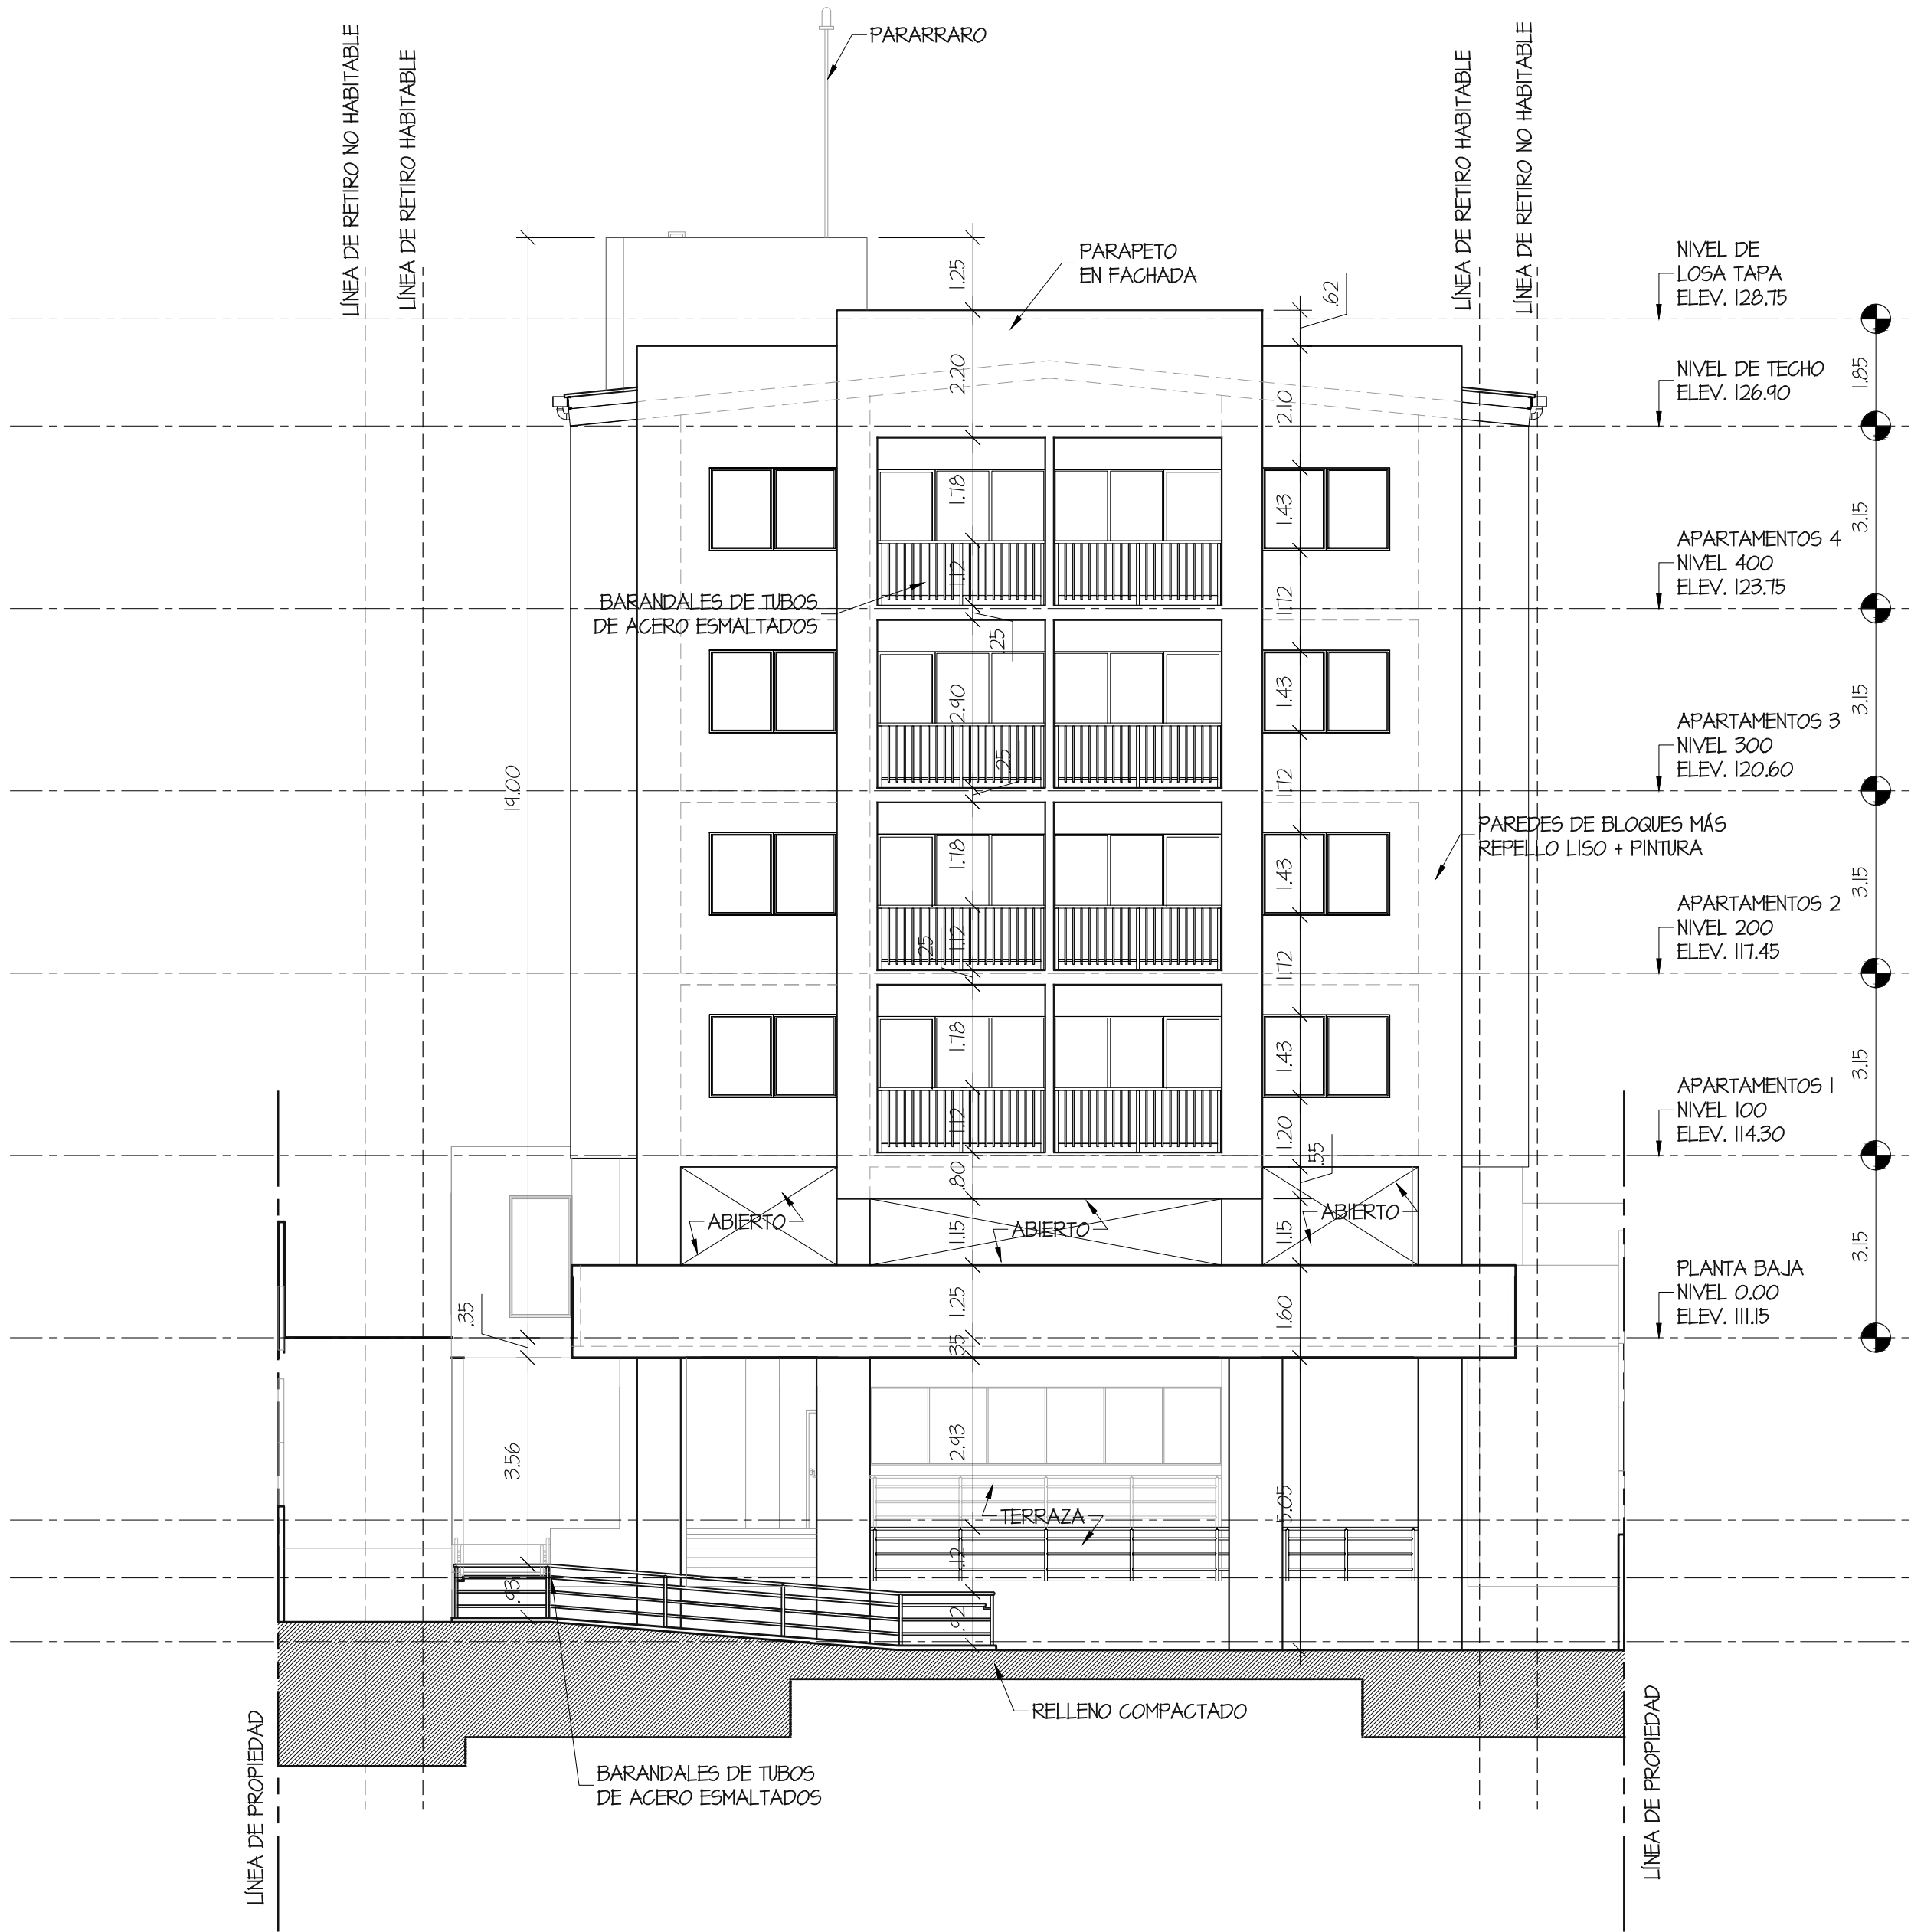 PARARRARO
LÍNEA DE RETIRO NO HABITABLE
LÍNEA DE RETIRO HABITABLE
LÍNEA DE RETIRO HABITABLE
LÍNEA DE RETIRO NO HABITABLE
PARAPETO
EN FACHADA
NIVEL DE
LOSA TAPA
ELEV. 128.75
NIVEL DE TECHO
ELEV. 126.90
APARTAMENTOS 4
NIVEL 400
ELEV. 123.75
APARTAMENTOS 3
NIVEL 300
ELEV. 120.60
APARTAMENTOS 2
NIVEL 200
ELEV. 117.45
APARTAMENTOS 1
NIVEL 100
ELEV. 114.30
PLANTA BAJA
NIVEL 0.00
ELEV. 111.15
1.85
3.15
3.15
3.15
3.15
3.15
BARANDALES DE TUBOS
DE ACERO ESMALTADOS
PAREDES DE BLOQUES MÁS
REPELLO LISO + PINTURA
19.00
.35
3.56
.93
1.25
2.20
1.78
1.12
.25
2.90
.25
1.78
1.12
.25
1.78
1.12
.80
1.15
1.25
.35
2.93
1.12
.92
.62
2.10
1.43
1.72
1.43
1.72
1.43
1.72
1.43
1.20
.55
1.15
1.60
5.05
ABIERTO
ABIERTO
ABIERTO
TERRAZA
RELLENO COMPACTADO
BARANDALES DE TUBOS
DE ACERO ESMALTADOS
LÍNEA DE PROPIEDAD
LÍNEA DE PROPIEDAD